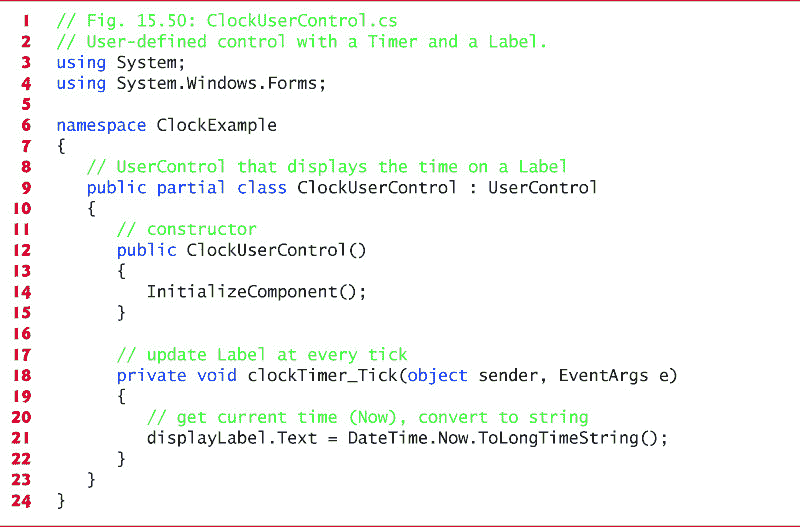 1 // Fig. 15.50: ClockUserControl.cs
2 // User-defined control with a Timer and a Label.
3 using System;
4 using System.Windows.Forms;
5
6 namespace ClockExample
7 {
8 // UserControl that displays the time on a Label
9 public partial class ClockUserControl : UserControl
10 {
11 // constructor
12 public ClockUserControl()
13 {
14 InitializeComponent();
15 }
16
17 // update Label at every tick
18 private void clockTimer_Tick(object sender, EventArgs e)
19 {
20 // get current time (Now), convert to string
21 displayLabel.Text = DateTime.Now.ToLongTimeString();
22 }
23 }
24 }